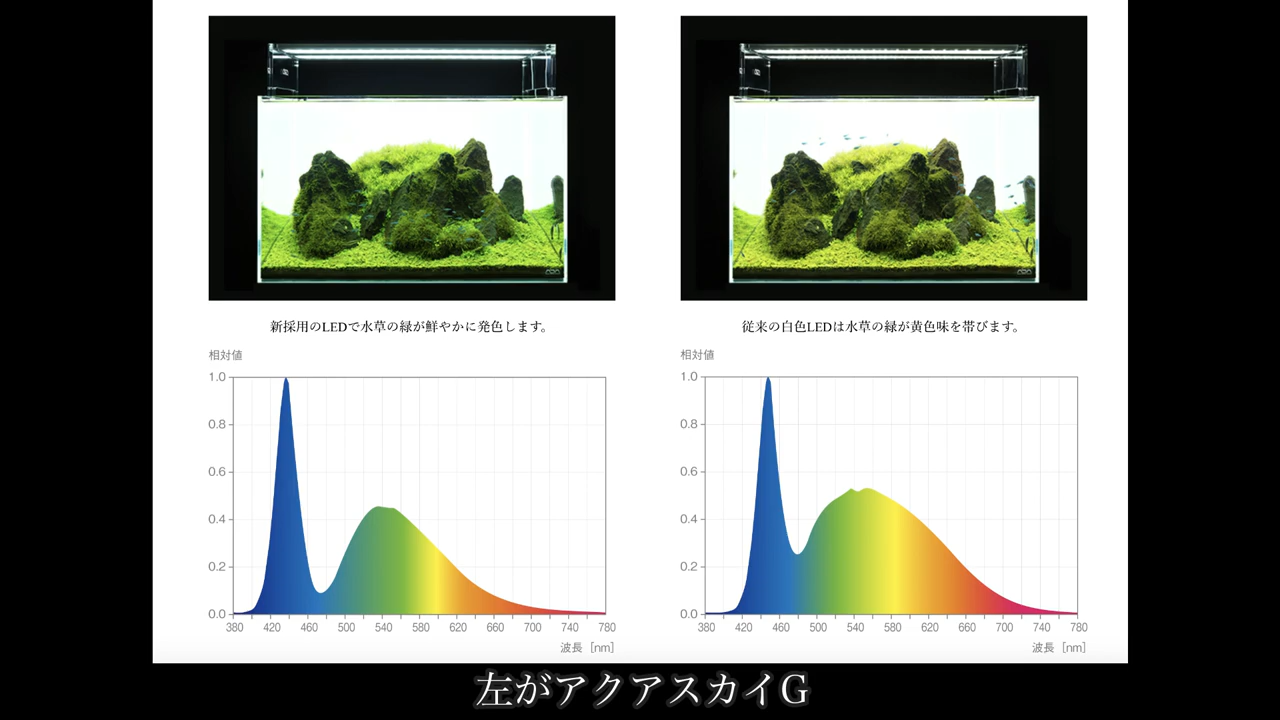 新採用のLEDで水草の緑が鮮やかに発色します。
従来の白色LEDは水草の緑が黄色味を帯びます。
相対値
1.0
0.8
0.6
0.4
0.2
0.0
380 420 460 500 540 580 620 660 700 740 780
波長 [nm]
相対値
1.0
0.8
0.6
0.4
0.2
0.0
380 420 460 500 540 580 620 660 700 740 780
波長 [nm]
左がアクアスカイG